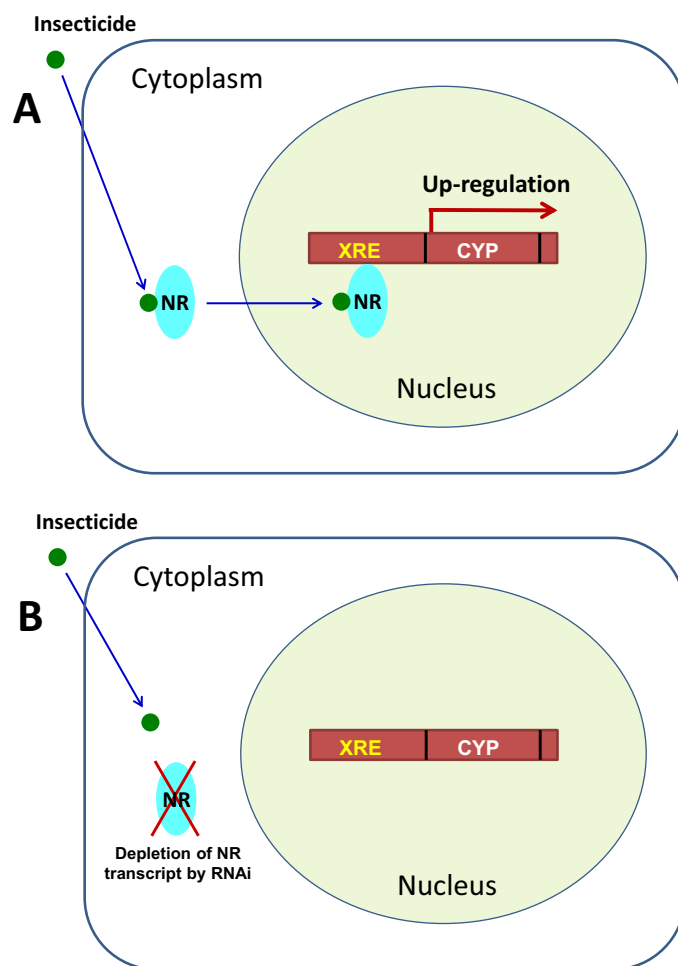 Insecticide
Cytoplasm
A
Up-regulation
XRE CYP
NR NR
Nucleus
Insecticide
Cytoplasm
B
XRE CYP
NR
Depletion of NR
transcript by RNAi
Nucleus